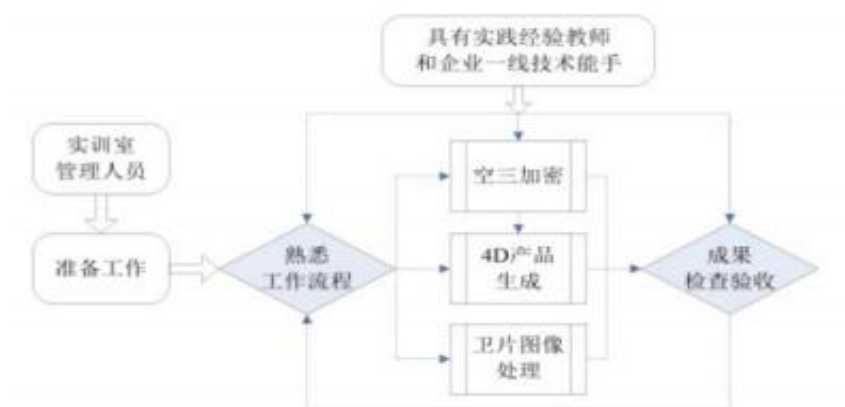 具有实践经验教师
和企业一线技术能手
实训室
管理人员
空三加密
准备工作
熟悉
工作流程
4D产品
生成
成果
检查验收
卫片图像
处理